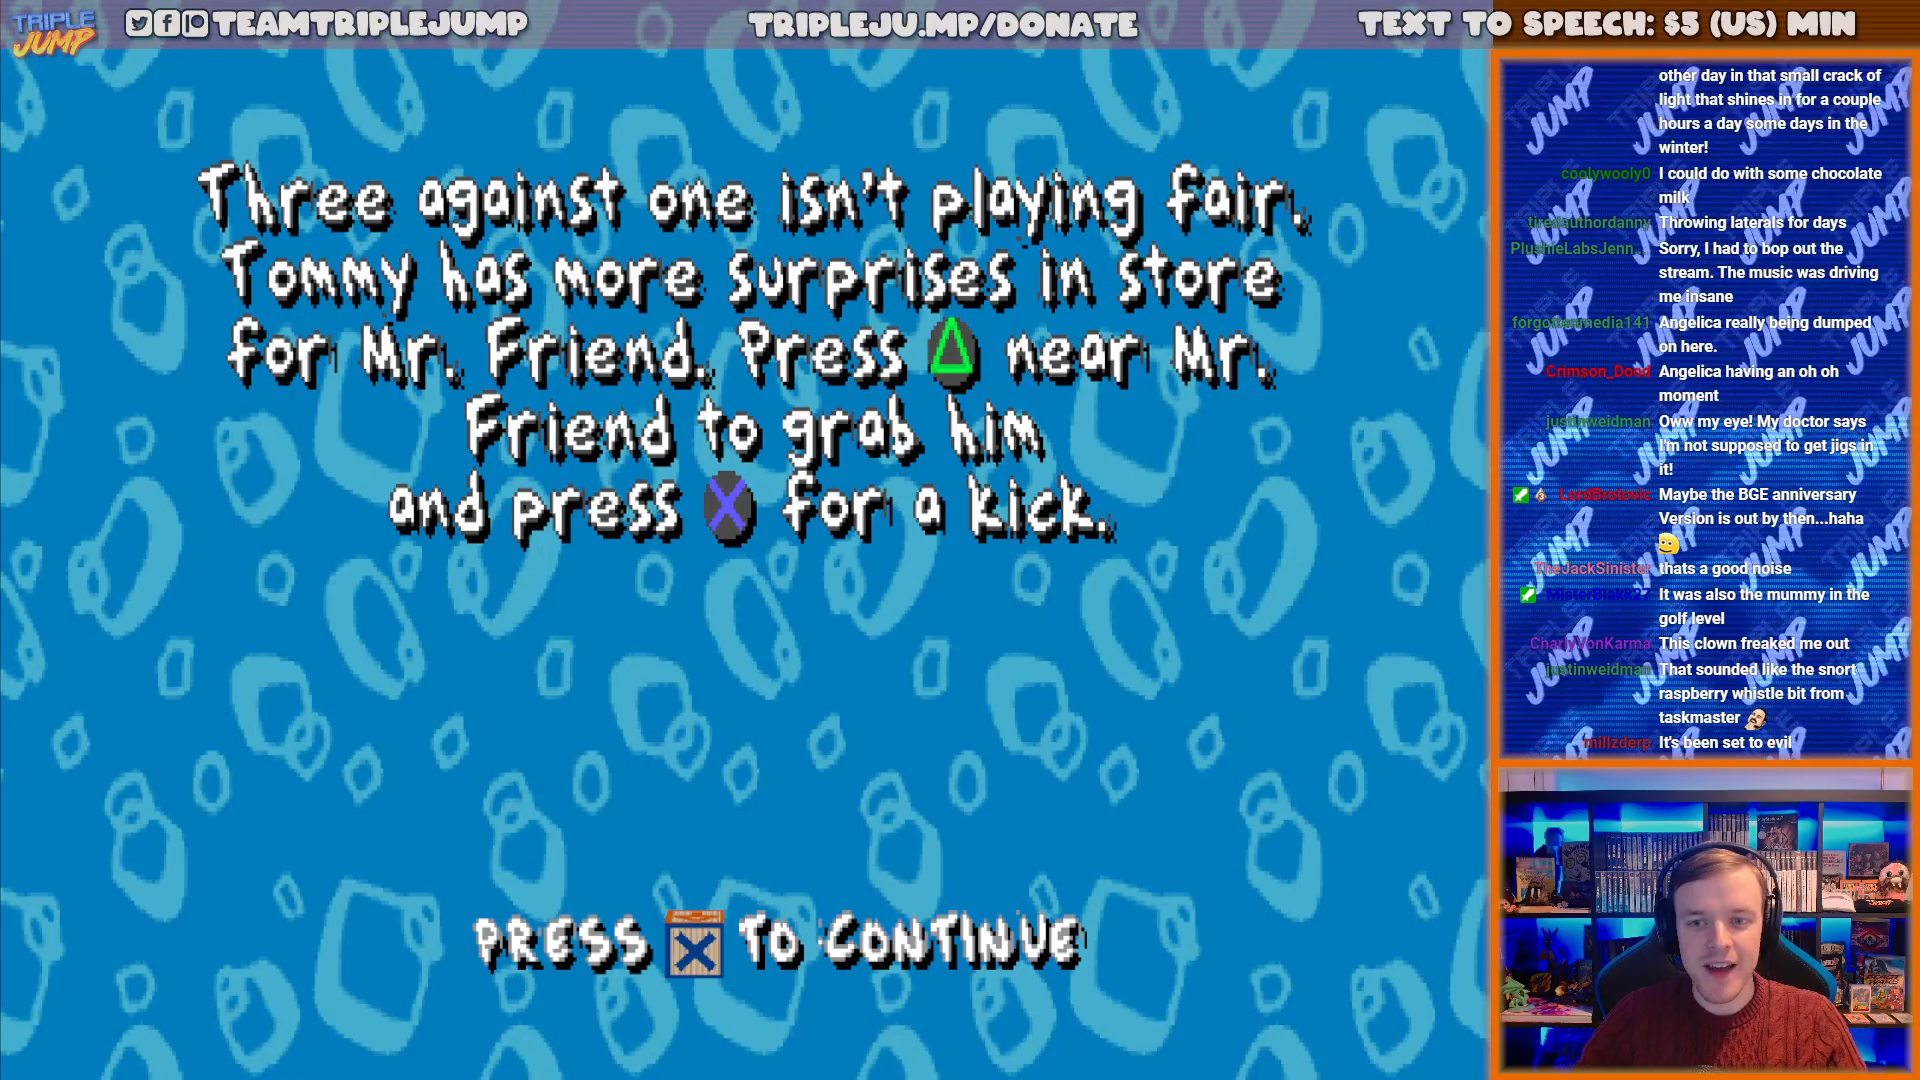 TRIPLE
JUMP
TEAMTRIPLEJUMP
TRIPLEJU.MP/DONATE
TEXT TO SPEECH: $5 (US) MIN
Three against one isn't playing fair.
Tommy has more surprises in store
for Mr. Friend. Press △ near Mr.
Friend to grab him
and press X for a kick.
PRESS X TO CONTINUE
other day in that small crack of
light that shines in for a couple
hours a day some days in the
winter!
coolywooly0 I could do with some chocolate
milk
tiredauthordanny Throwing laterals for days
PlushieLabsJenn... Sorry, I had to bop out the
stream. The music was driving
me insane
forgottenmedia141 Angelica really being dumped
on here.
Crimson_Dood Angelica having an oh oh
moment
justinweidman Oww my eye! My doctor says
I'm not supposed to get jigs in
it!
LordBrotovic Maybe the BGE anniversary
Version is out by then...haha
TheJackSinister thats a good noise
MisterBlekk27 It was also the mummy in the
golf level
CharlyVonKarma This clown freaked me out
justinweidman That sounded like the snort
raspberry whistle bit from
taskmaster
millzderp It's been set to evil